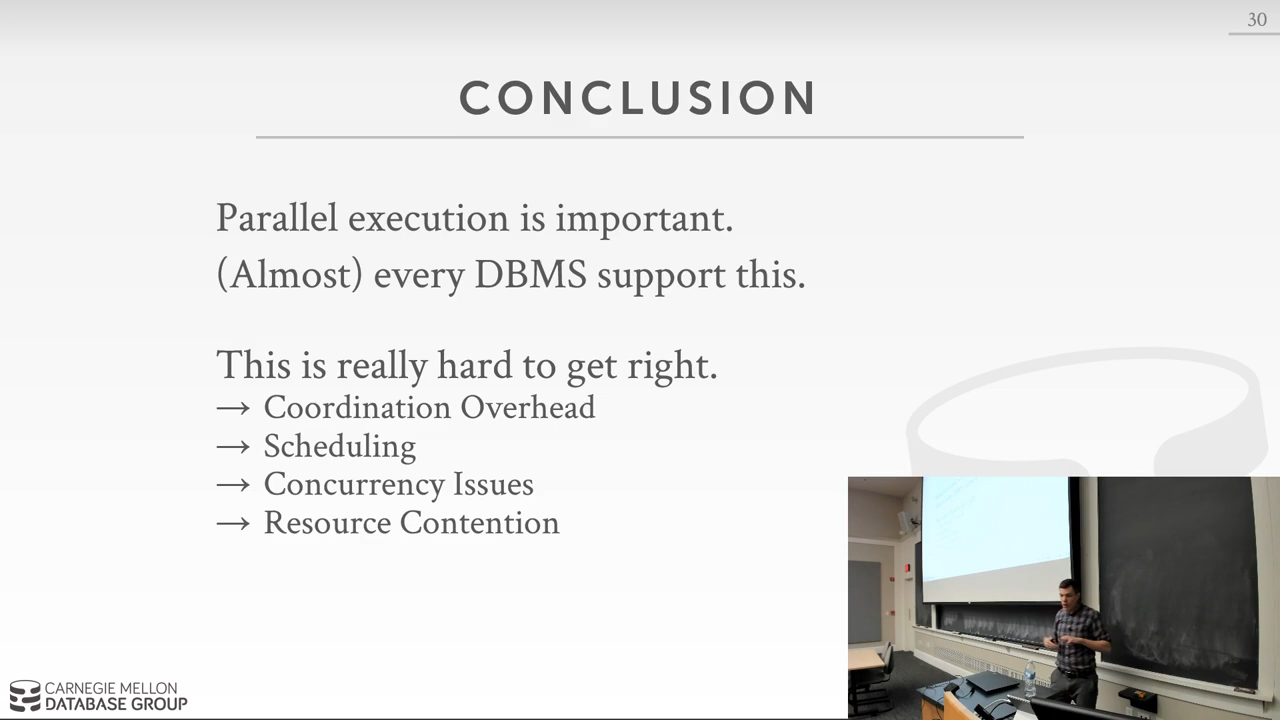 30
CONCLUSION
Parallel execution is important.
(Almost) every DBMS support this.
This is really hard to get right.
→ Coordination Overhead
→ Scheduling
→ Concurrency Issues
→ Resource Contention
CARNEGIE MELLON
DATABASE GROUP